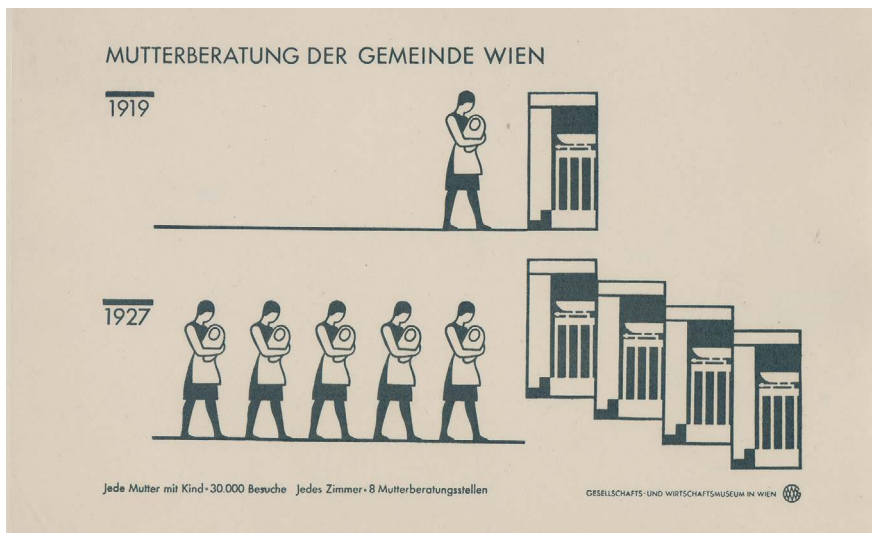 MUTTERBERATUNG DER GEMEINDE WIEN
1919
1927
Jede Mutter mit Kind=30.000 Besuche Jedes Zimmer=8 Mutterberatungsstellen
GESELLSCHAFTS-UND WIRTSCHAFTSMUSEUM IN WIEN